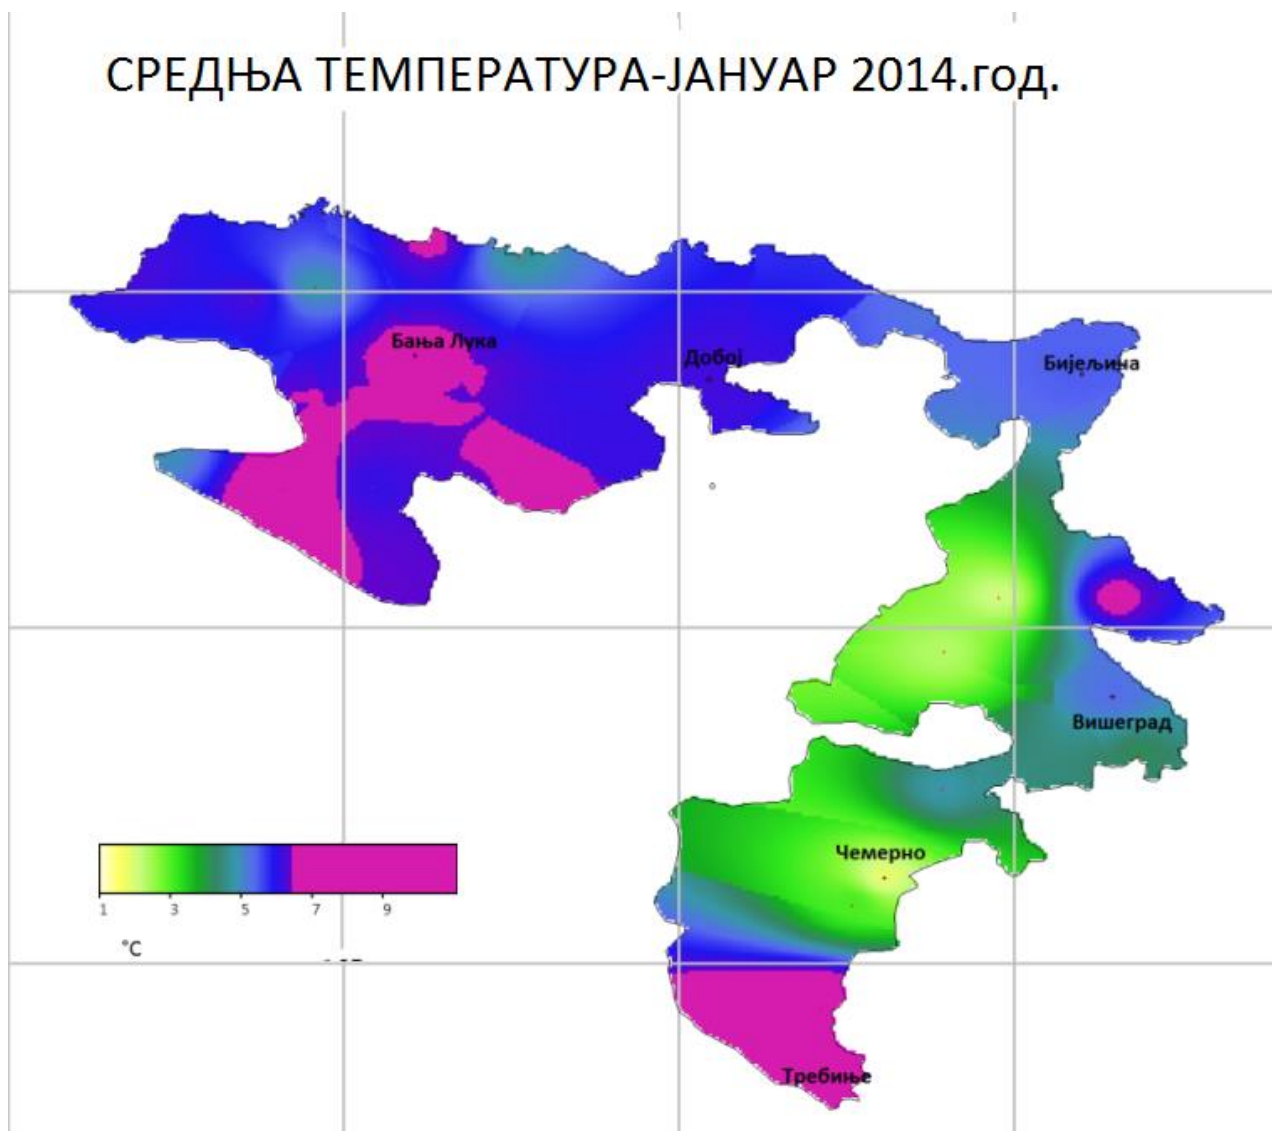 СРЕДЊА ТЕМПЕРАТУРА-ЈАНУАР 2014.год.
Бања Лука
Добој
Бијељина
Вишеград
Чемерно
1 3 5 7 9
°C
Требиње